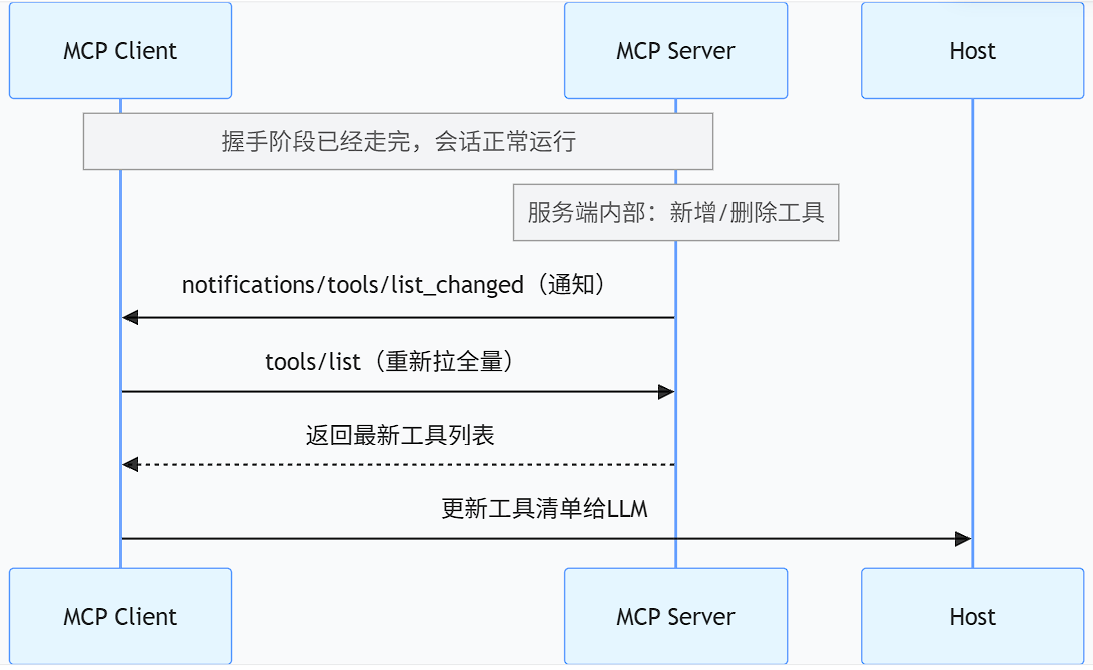 MCP Client
MCP Server
Host
握手阶段已经走完，会话正常运行
服务端内部：新增/删除工具
notifications/tools/list_changed（通知）
tools/list（重新拉全量）
返回最新工具列表
更新工具清单给LLM
MCP Client
MCP Server
Host